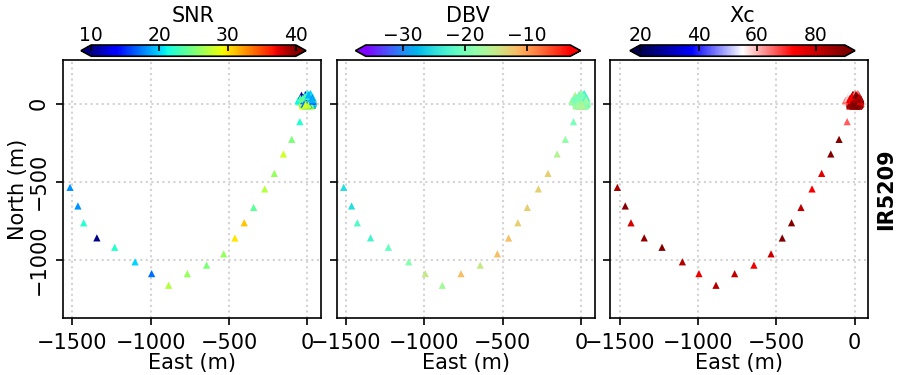 SNR DBV Xc
10 20 30 40 −30 −20 −10 20 40 60 80
North (m)
0
−500
−1000
IR5209
−1500 −1000 −500 0 −1500 −1000 −500 0 −1500 −1000 −500 0
East (m) East (m) East (m)